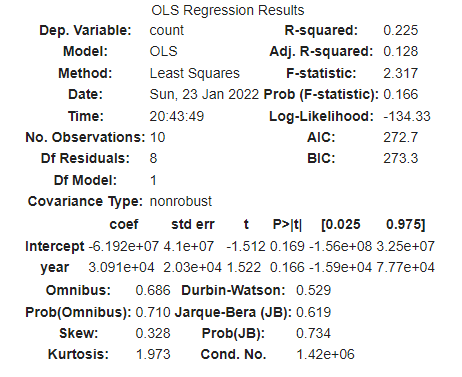 OLS Regression Results
Dep. Variable: count R-squared: 0.225
Model: OLS Adj. R-squared: 0.128
Method: Least Squares F-statistic: 2.317
Date: Sun, 23 Jan 2022 Prob (F-statistic): 0.166
Time: 20:43:49 Log-Likelihood: -134.33
No. Observations: 10 AIC: 272.7
Df Residuals: 8 BIC: 273.3
Df Model: 1
Covariance Type: nonrobust
coef std err t P>|t| [0.025 0.975]
Intercept -6.192e+07 4.1e+07 -1.512 0.169 -1.56e+08 3.25e+07
year 3.091e+04 2.03e+04 1.522 0.166 -1.59e+04 7.77e+04
Omnibus: 0.686 Durbin-Watson: 0.529
Prob(Omnibus): 0.710 Jarque-Bera (JB): 0.619
Skew: 0.328 Prob(JB): 0.734
Kurtosis: 1.973 Cond. No. 1.42e+06